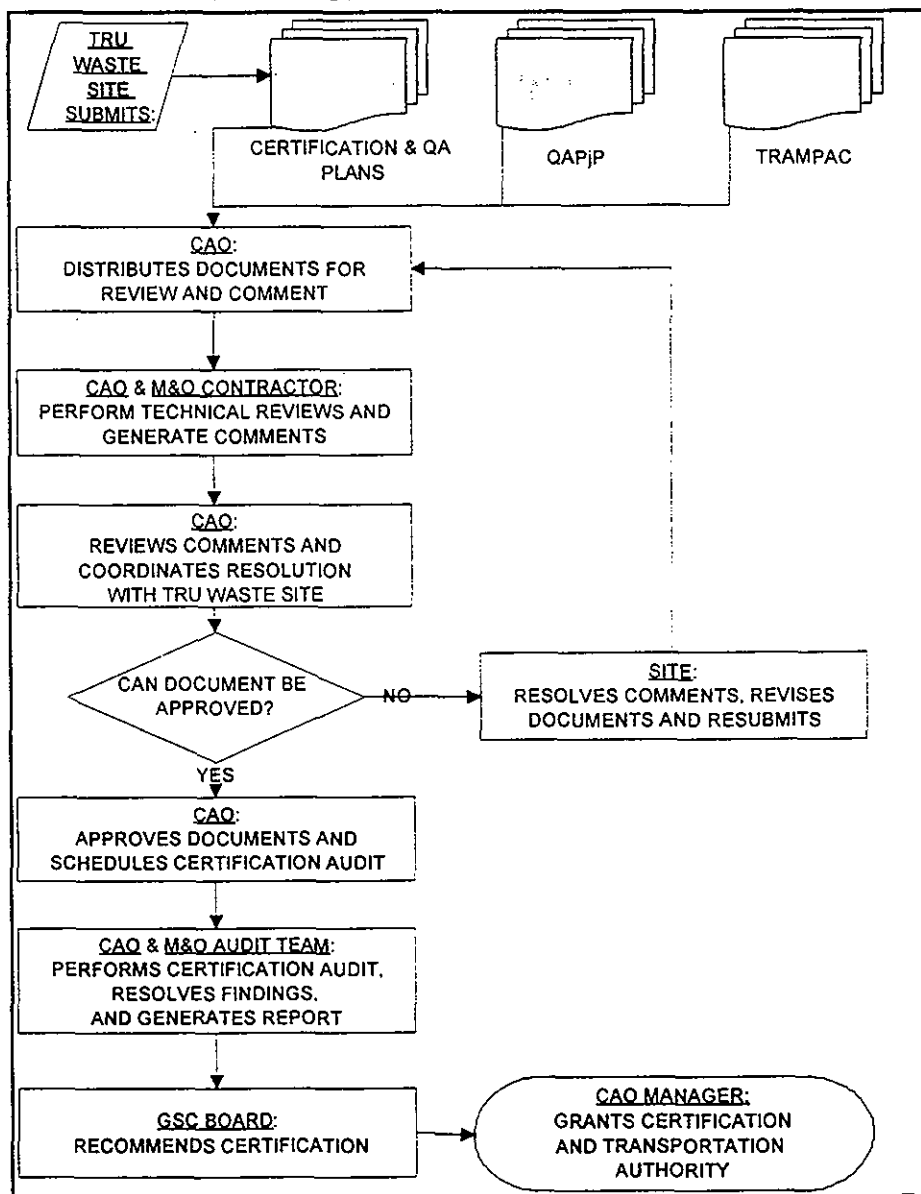 TRU
WASTE
SITE
SUBMITS:
CERTIFICATION & QA
PLANS
QAPjP
TRAMPAC
CAO:
DISTRIBUTES DOCUMENTS FOR
REVIEW AND COMMENT
CAO & M&O CONTRACTOR:
PERFORM TECHNICAL REVIEWS AND
GENERATE COMMENTS
CAO:
REVIEWS COMMENTS AND
COORDINATES RESOLUTION
WITH TRU WASTE SITE
CAN DOCUMENT BE
APPROVED?
NO
SITE:
RESOLVES COMMENTS, REVISES
DOCUMENTS AND RESUBMITS
YES
CAO:
APPROVES DOCUMENTS AND
SCHEDULES CERTIFICATION AUDIT
CAO & M&O AUDIT TEAM:
PERFORMS CERTIFICATION AUDIT,
RESOLVES FINDINGS,
AND GENERATES REPORT
GSC BOARD:
RECOMMENDS CERTIFICATION
CAO MANAGER:
GRANTS CERTIFICATION
AND TRANSPORTATION
AUTHORITY